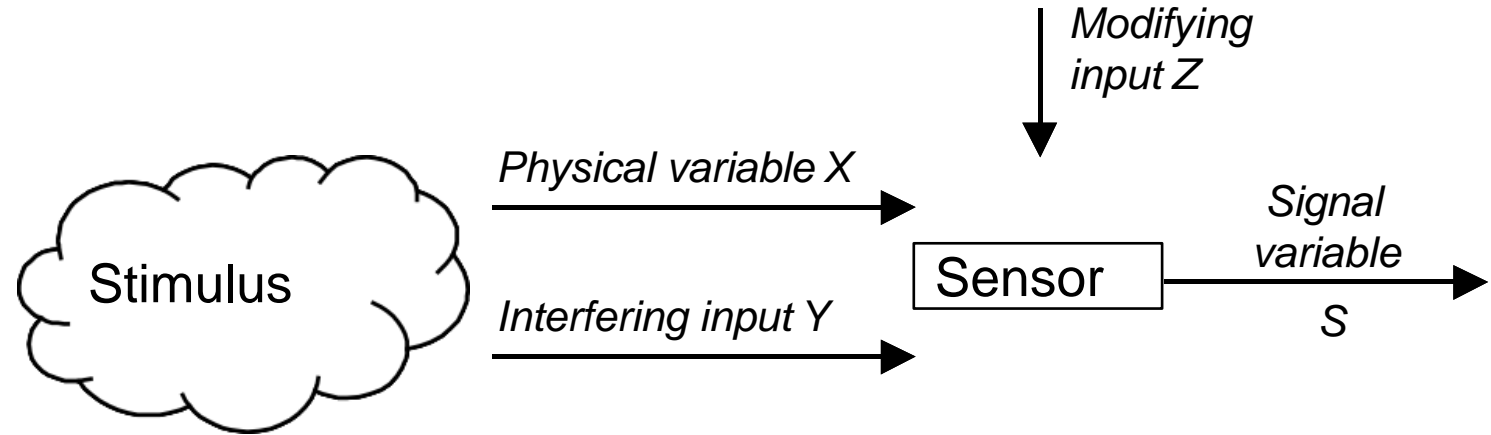 Modifying
input Z
Physical variable X
Signal
variable
Stimulus
Sensor
Interfering input Y
S